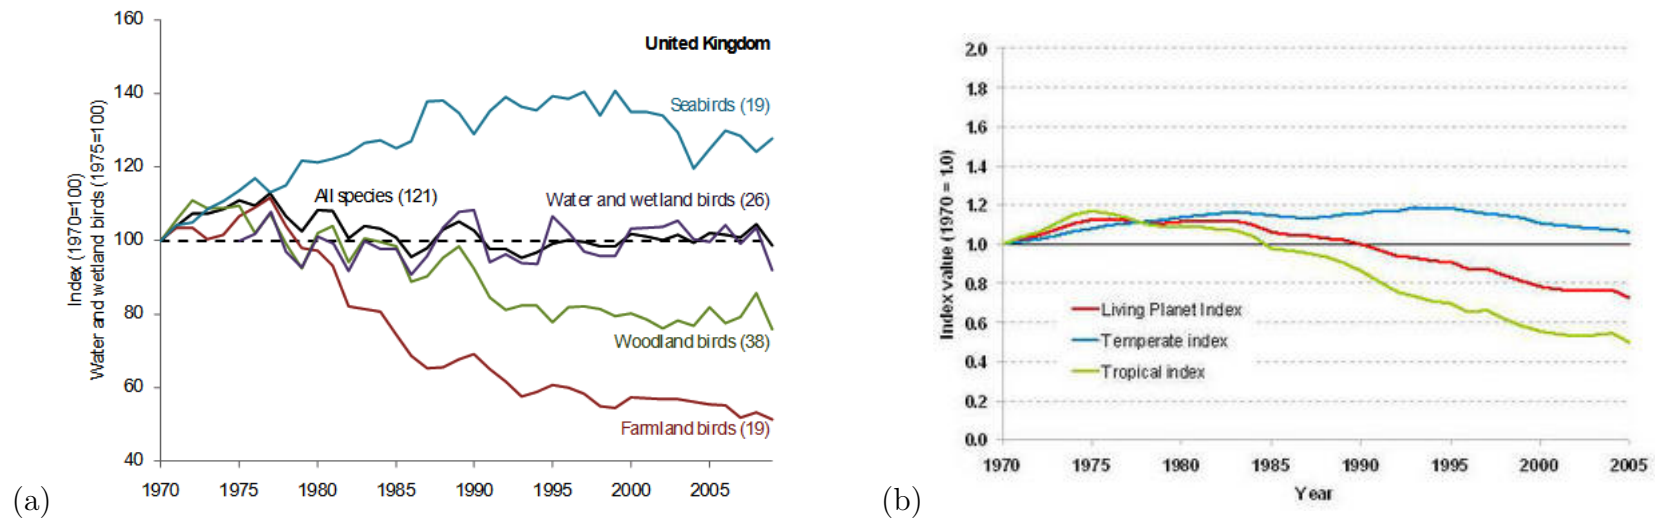 160
140
120
100
80
60
40
Index (1970=100)
Water and wetland birds (1975=100)
United Kingdom
Seabirds (19)
All species (121)
Water and wetland birds (26)
Woodland birds (38)
Farmland birds (19)
1970 1975 1980 1985 1990 1995 2000 2005
(a)
2.0
1.8
1.6
1.4
1.2
1.0
0.8
0.6
0.4
0.2
0.0
Index value (1970 = 1.0)
Living Planet Index
Temperate index
Tropical index
1970 1975 1980 1985 1990 1995 2000 2005
Year
(b)